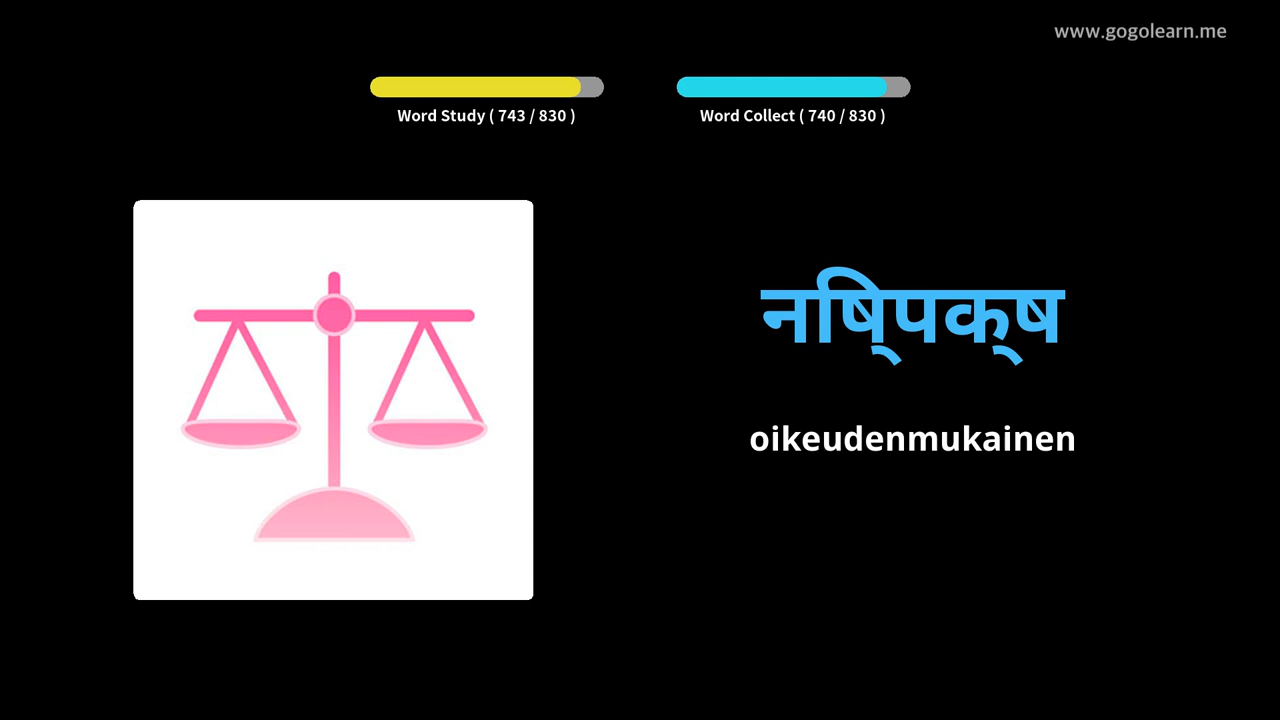 www.gogolearn.me
Word Study ( 743 / 830 )
Word Collect ( 740 / 830 )
नषि्पक्ष
oikeudenmukainen